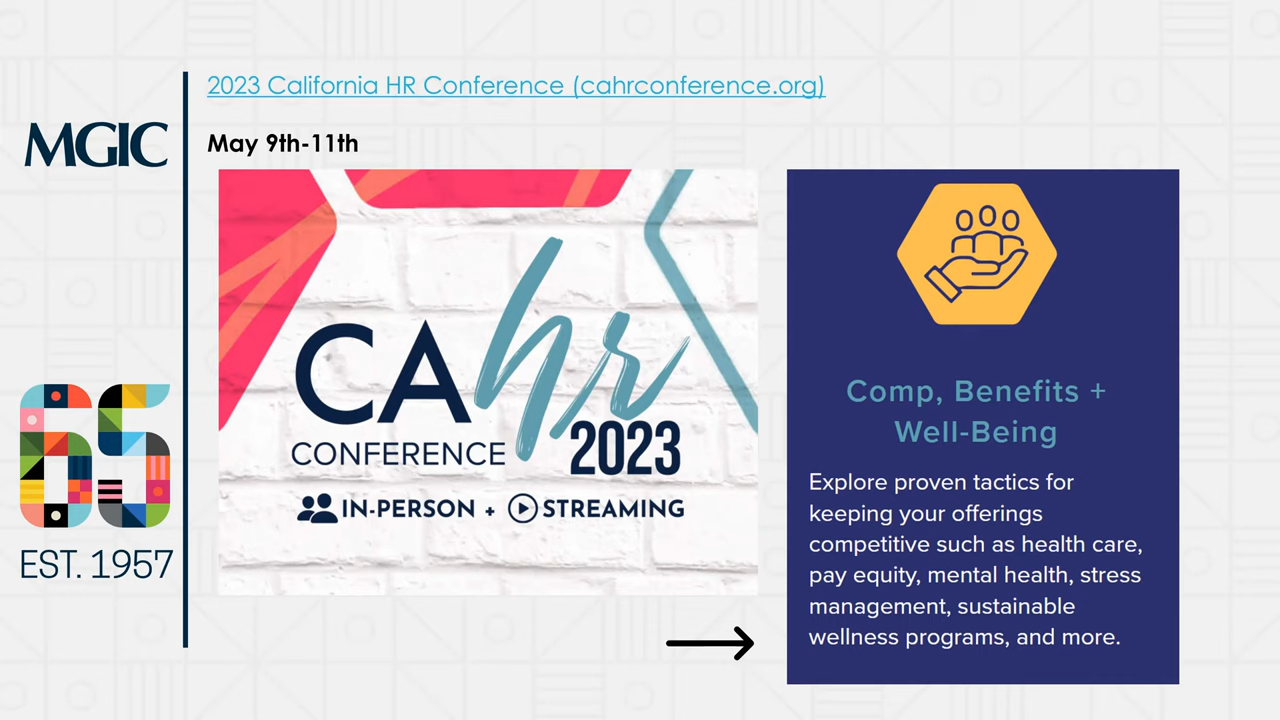 2023 California HR Conference (cahrconference.org)
MGIC
May 9th-11th
CAhr
CONFERENCE
2023
IN-PERSON + STREAMING
65
EST. 1957
Comp, Benefits +
Well-Being
Explore proven tactics for
keeping your offerings
competitive such as health care,
pay equity, mental health, stress
management, sustainable
wellness programs, and more.